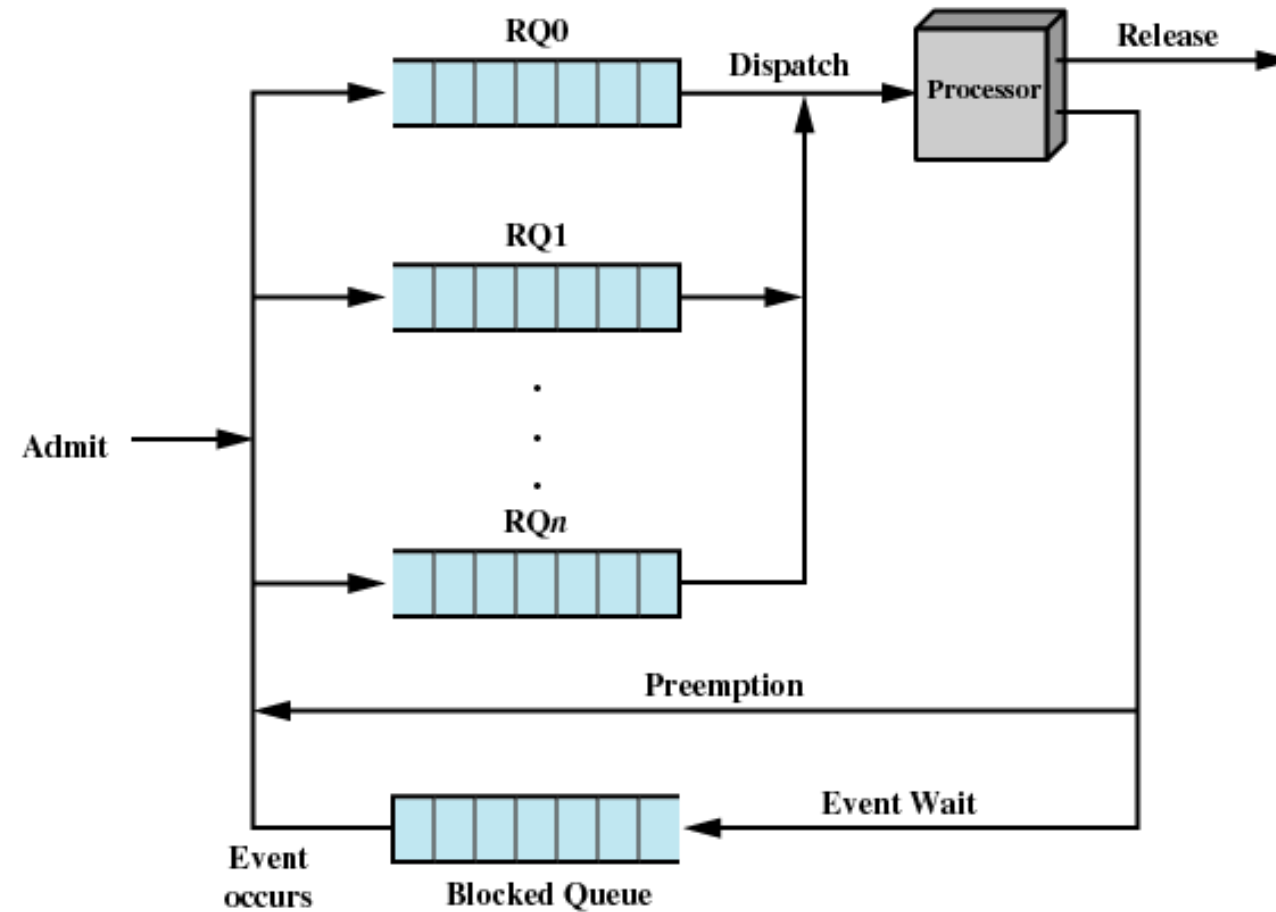 RQ0
Release
Dispatch
Processor
RQ1
.
.
.
Admit
RQn
Preemption
Event Wait
Event
occurs
Blocked Queue